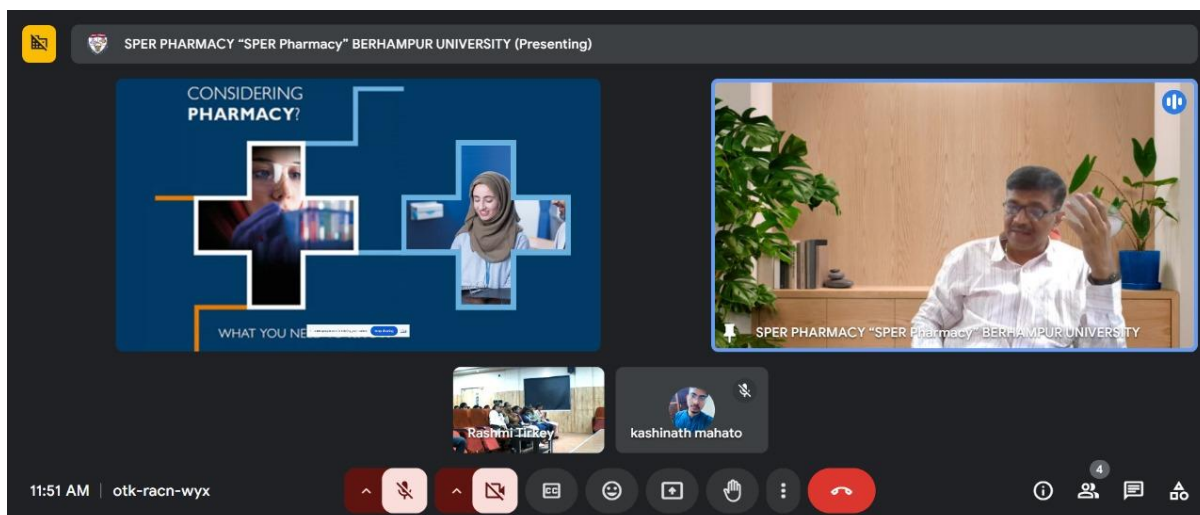 SPER PHARMACY “SPER Pharmacy” BERHAMPUR UNIVERSITY (Presenting)
CONSIDERING
PHARMACY?
WHAT YOU
SPER PHARMACY “SPER Pharmacy” BERHAMPUR UNIVERSITY
Rashmi Tirkey
kashinath mahato
4
11:51 AM | otk-racn-wyx
CC